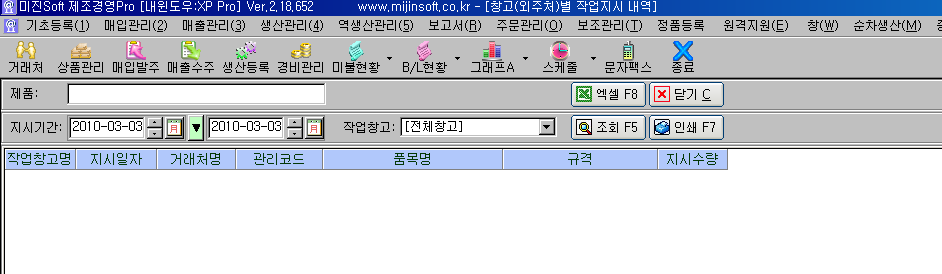 미진Soft 제조경영Pro [내원도우:XP Pro] Ver,2,18,652 www,mijinsoft,co,kr - [창고(외주처)별 작업지시 내역]
기초등록(1) 매입관리(2) 매출관리(3) 생산관리(4) 역생산관리(5) 보고서(R) 주문관리(O) 보조관리(T) 정품등록 원격지원(E) 창(W) 순차생산(M)
거래처 상품관리 매입발주 매출수주 생산등록 경비관리 미불현황 B/L현황 그래프A 스케줄 문자팩스 종료
제품: 엑셀 F8 닫기 C
지시기간: 2010-03-03 월 ▼ 2010-03-03 월 작업창고: [전체창고] 조회 F5 인쇄 F7
작업창고명 지시일자 거래처명 관리코드 품목명 규격 지시수량